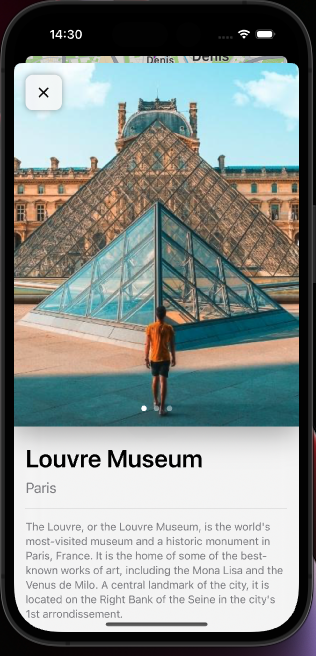 14:30
Denis
Denis
Louvre Museum
Paris
The Louvre, or the Louvre Museum, is the world's
most-visited museum and a historic monument in
Paris, France. It is the home of some of the best-
known works of art, including the Mona Lisa and the
Venus de Milo. A central landmark of the city, it is
located on the Right Bank of the Seine in the city's
1st arrondissement.